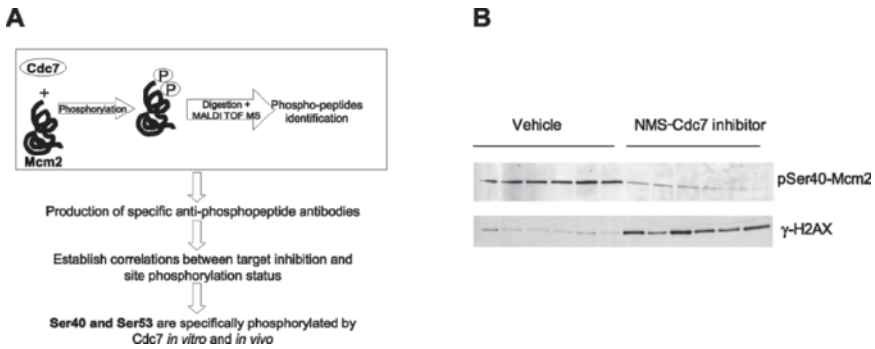 A
Cdc7
+
Mcm2
Phosphorylation
P
P
Digestion +
MALDI TOF MS
Phospho-peptides
identification
Production of specific anti-phosphopeptide antibodies
Establish correlations between target inhibition and
site phosphorylation status
Ser40 and Ser53 are specifically phosphorylated by
Cdc7 in vitro and in vivo
B
Vehicle
NMS-Cdc7 inhibitor
pSer40-Mcm2
γ-H2AX